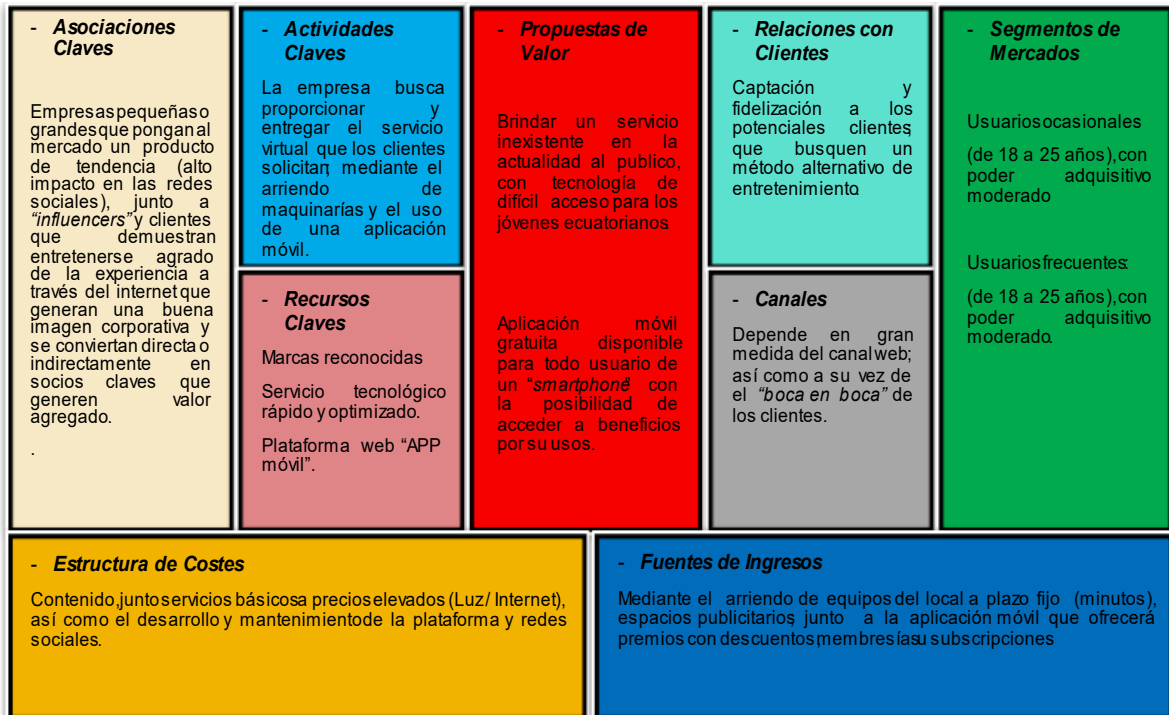 - Asociaciones
Claves
Empresas pequeñas o
grandes que pongan al
mercado un producto
de tendencia (alto
impacto en las redes
sociales), junto a
“influencers” y clientes
que demuestran
entretenerse agrado
de la experiencia a
través del internet que
generan una buena
imagen corporativa y
se conviertan directa o
indirectamente en
socios claves que
generen valor
agregado.
.
- Actividades
Claves
La empresa busca
proporcionar y
entregar el servicio
virtual que los clientes
solicitan; mediante el
arriendo de
maquinarías y el uso
de una aplicación
móvil.
- Recursos
Claves
Marcas reconocidas
Servicio tecnológico
rápido y optimizado.
Plataforma web “APP
móvil”.
- Propuestas de
Valor
Brindar un servicio
inexistente en la
actualidad al publico,
con tecnología de
difícil acceso para los
jóvenes ecuatorianos.
Aplicación móvil
gratuita disponible
para todo usuario de
un “smartphone” con
la posibilidad de
acceder a beneficios
por su usos.
- Relaciones con
Clientes
Captación y
fidelización a los
potenciales clientes,
que busquen un
método alternativo de
entretenimiento.
- Canales
Depende en gran
medida del canal web;
así como a su vez de
el “boca en boca” de
los clientes.
- Segmentos de
Mercados
Usuarios ocasionales
(de 18 a 25 años), con
poder adquisitivo
moderado
Usuarios frecuentes:
(de 18 a 25 años), con
poder adquisitivo
moderado.
- Estructura de Costes
Contenido, junto servicios básicos a precios elevados (Luz / Internet),
así como el desarrollo y mantenimiento de la plataforma y redes
sociales.
- Fuentes de Ingresos
Mediante el arriendo de equipos del local a plazo fijo (minutos),
espacios publicitarios, junto a la aplicación móvil que ofrecerá
premios con descuentos, membresías u subscripciones